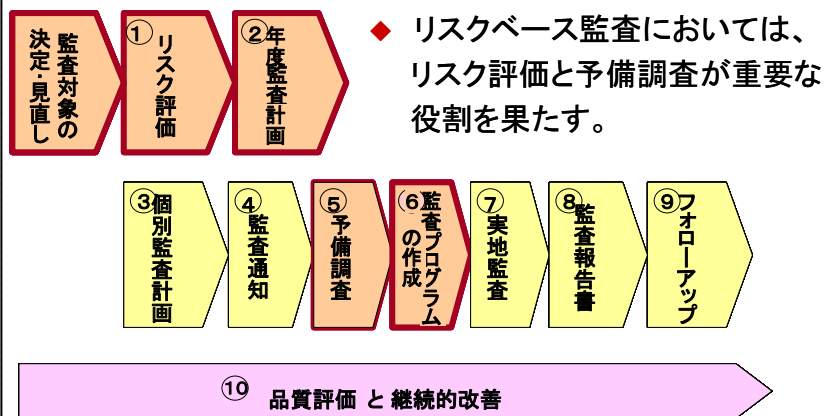 監査対象の
決定・見直し
①リスク評価
②年度監査計画
◆ リスクベース監査においては、
リスク評価と予備調査が重要な
役割を果たす。
③個別監査計画
④監査通知
⑤予備調査
⑥監査プログラム
の作成
⑦実地監査
⑧監査報告書
⑨フォローアップ
⑩ 品質評価 と 継続的改善